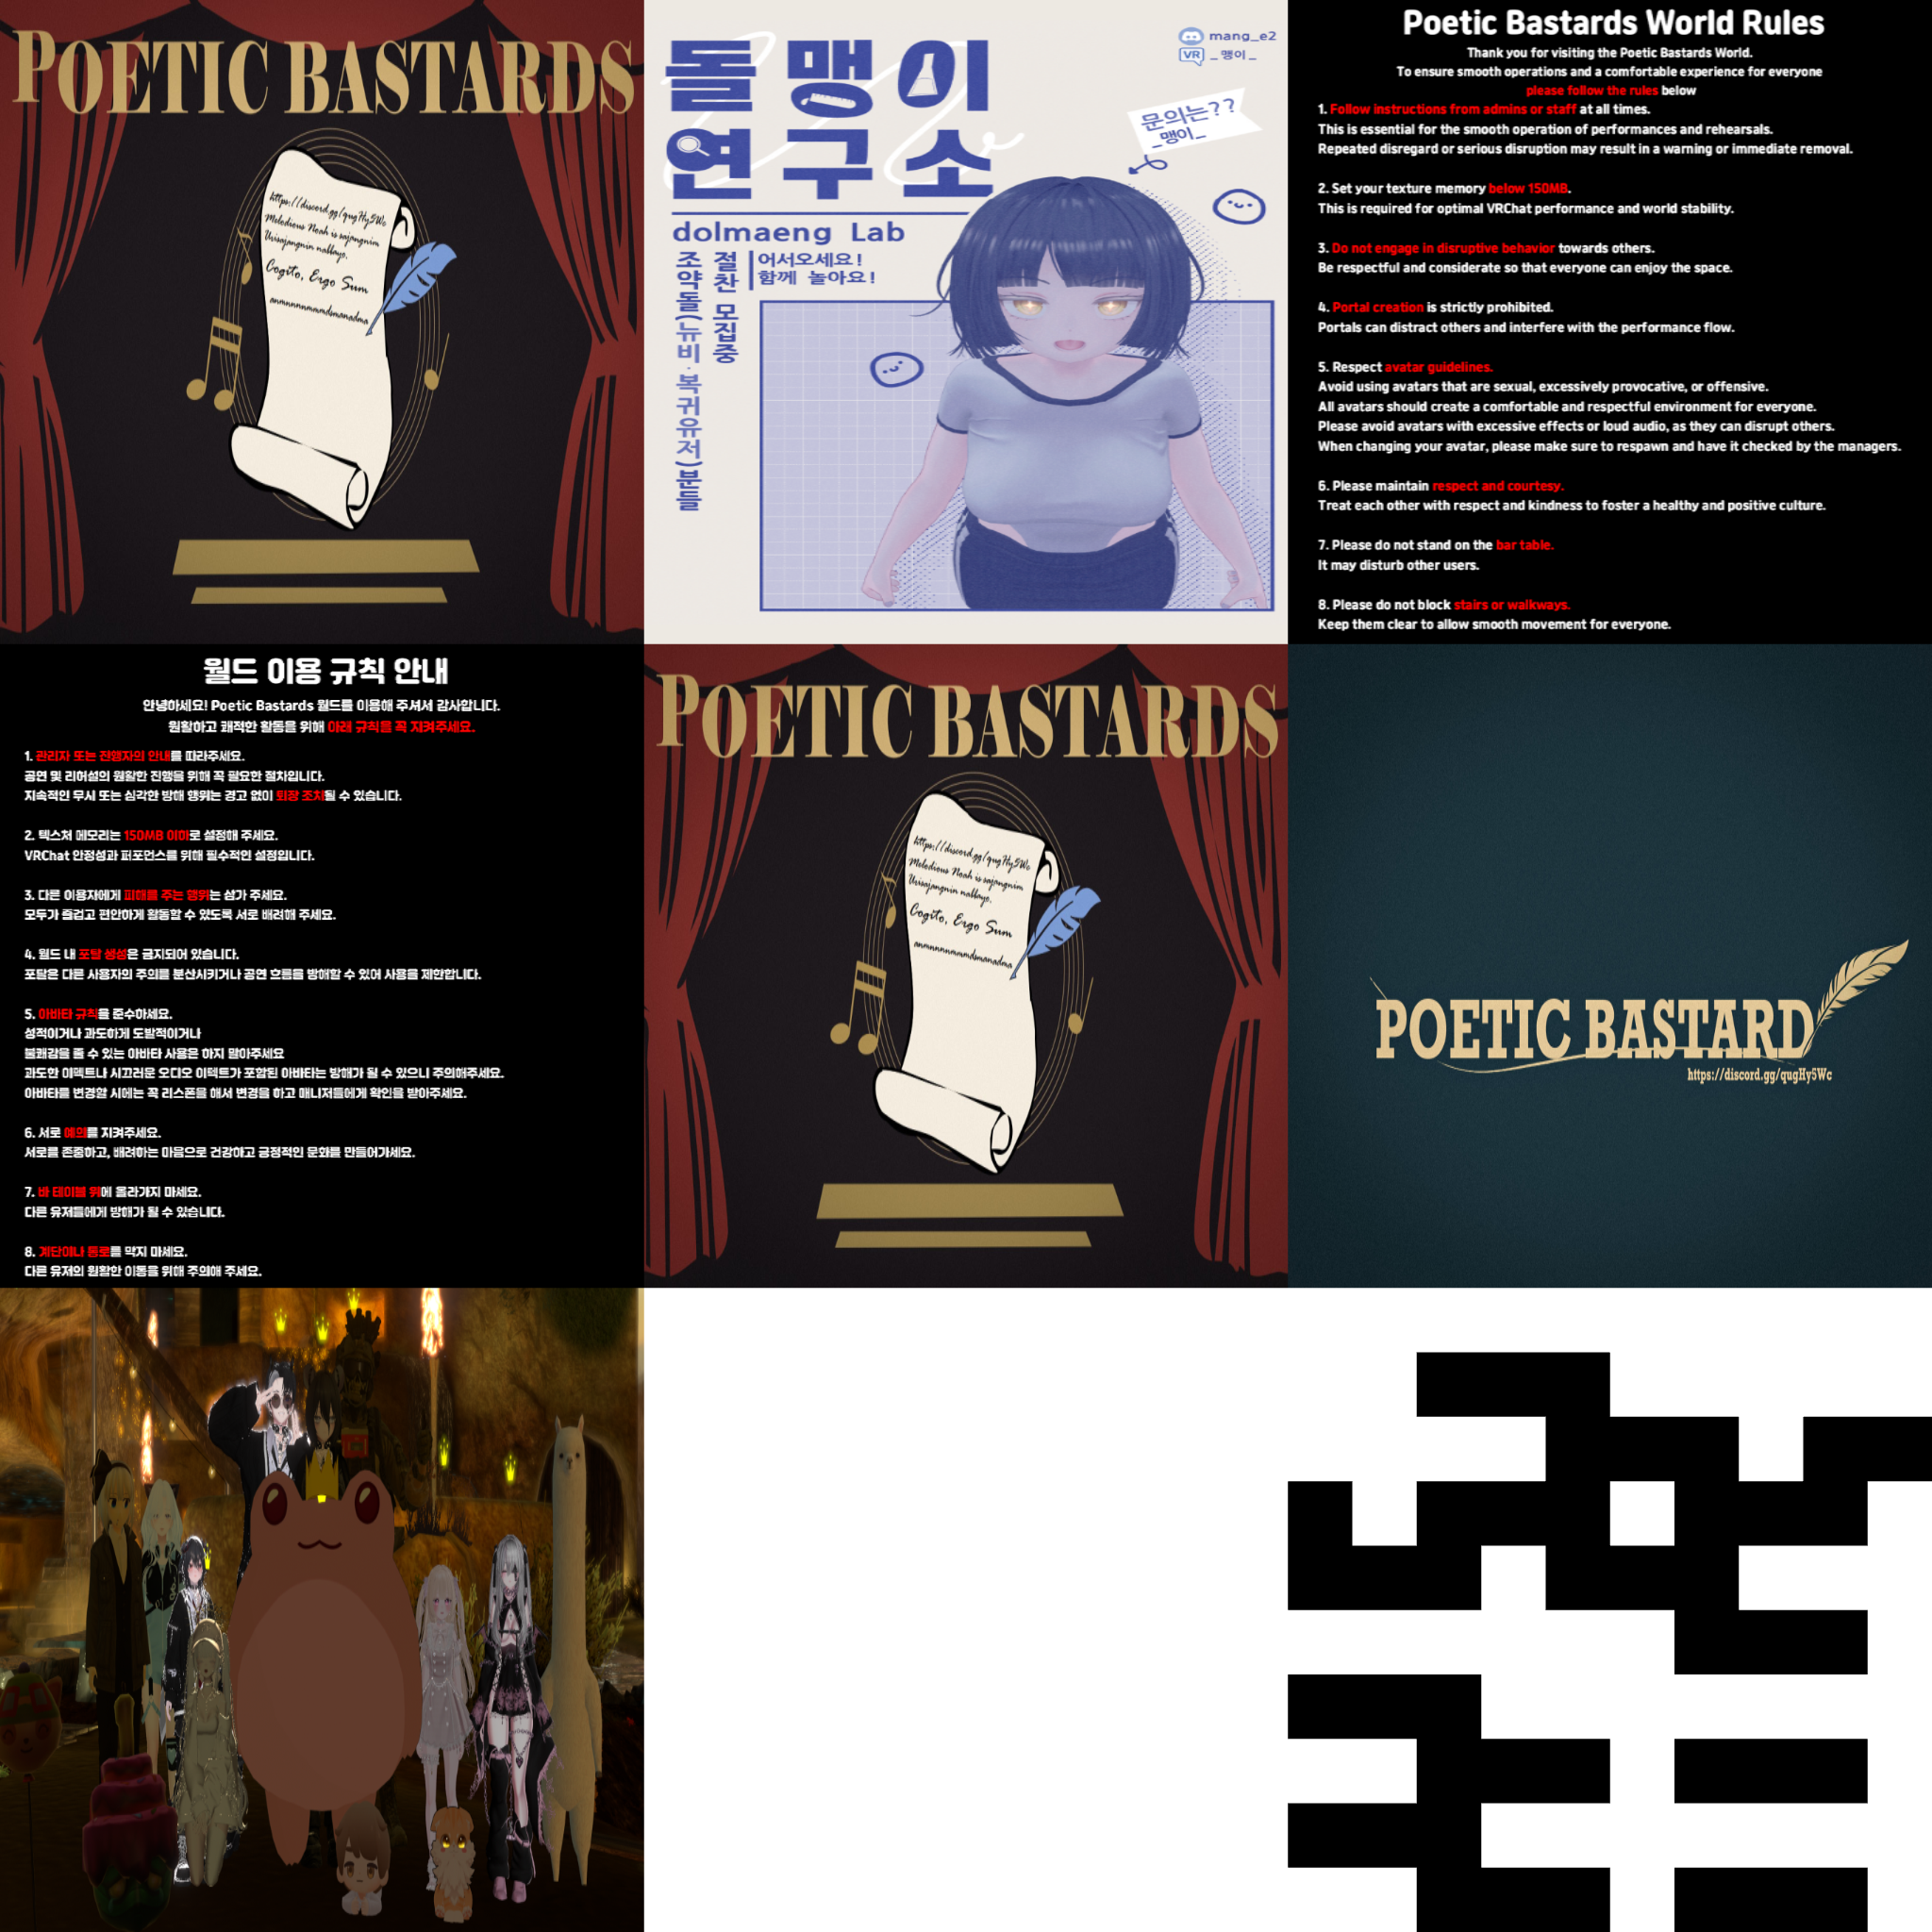 POETIC BASTARDS
https://discord.gg/qugHy5Wc
Melodious Noah is sajangnim
Urisajangnin nabbayo.
Cogito, Ergo Sum
돌맹이
연구소
mang_e2
VR _맹이_
문의는??
_맹이_
dolmaeng Lab
어서오세요!
함께 놀아요!
절찬 모집중
조약돌(뉴비·복귀유저)분들
Poetic Bastards World Rules
Thank you for visiting the Poetic Bastards World.
To ensure smooth operations and a comfortable experience for everyone
please follow the rules below
1. Follow instructions from admins or staff at all times.
This is essential for the smooth operation of performances and rehearsals.
Repeated disregard or serious disruption may result in a warning or immediate removal.
2. Set your texture memory below 150MB.
This is required for optimal VRChat performance and world stability.
3. Do not engage in disruptive behavior towards others.
Be respectful and considerate so that everyone can enjoy the space.
4. Portal creation is strictly prohibited.
Portals can distract others and interfere with the performance flow.
5. Respect avatar guidelines.
Avoid using avatars that are sexual, excessively provocative, or offensive.
All avatars should create a comfortable and respectful environment for everyone.
Please avoid avatars with excessive effects or loud audio, as they can disrupt others.
When changing your avatar, please make sure to respawn and have it checked by the managers.
6. Please maintain respect and courtesy.
Treat each other with respect and kindness to foster a healthy and positive culture.
7. Please do not stand on the bar table.
It may disturb other users.
8. Please do not block stairs or walkways.
Keep them clear to allow smooth movement for everyone.
월드 이용 규칙 안내
안녕하세요! Poetic Bastards 월드를 이용해 주셔서 감사합니다.
원활하고 쾌적한 활동을 위해 아래 규칙을 꼭 지켜주세요.
1. 관리자 또는 진행자의 안내를 따라주세요.
공연 및 리허설의 원활한 진행을 위해 꼭 필요한 절차입니다.
지속적인 무시 또는 심각한 방해 행위는 경고 없이 퇴장 조치될 수 있습니다.
2. 텍스처 메모리는 150MB 이하로 설정해 주세요.
VRChat 안정성과 퍼포먼스를 위해 필수적인 설정입니다.
3. 다른 이용자에게 피해를 주는 행위는 삼가 주세요.
모두가 즐겁고 편안하게 활동할 수 있도록 서로 배려해 주세요.
4. 월드 내 포탈 생성은 금지되어 있습니다.
포탈은 다른 사용자의 주의를 분산시키거나 공연 흐름을 방해할 수 있어 사용을 제한합니다.
5. 아바타 규칙을 준수하세요.
성적이거나 과도하게 도발적이거나
불쾌감을 줄 수 있는 아바타 사용은 하지 말아주세요
과도한 이펙트나 시끄러운 오디오 이펙트가 포함된 아바타는 방해가 될 수 있으니 주의해주세요.
아바타를 변경할 시에는 꼭 리스폰을 해서 변경을 하고 매니저들에게 확인을 받아주세요.
6. 서로 예의를 지켜주세요.
서로를 존중하고, 배려하는 마음으로 건강하고 긍정적인 문화를 만들어가세요.
7. 바 테이블 위에 올라가지 마세요.
다른 유저들에게 방해가 될 수 있습니다.
8. 계단이나 통로를 막지 마세요.
다른 유저의 원활한 이동을 위해 주의해 주세요.
POETIC BASTARDS
https://discord.gg/qugHy5Wc
Melodious Noah is sajangnim
Urisajangnin nabbayo.
Cogito, Ergo Sum
POETIC BASTARD
https://discord.gg/qugHy5Wc